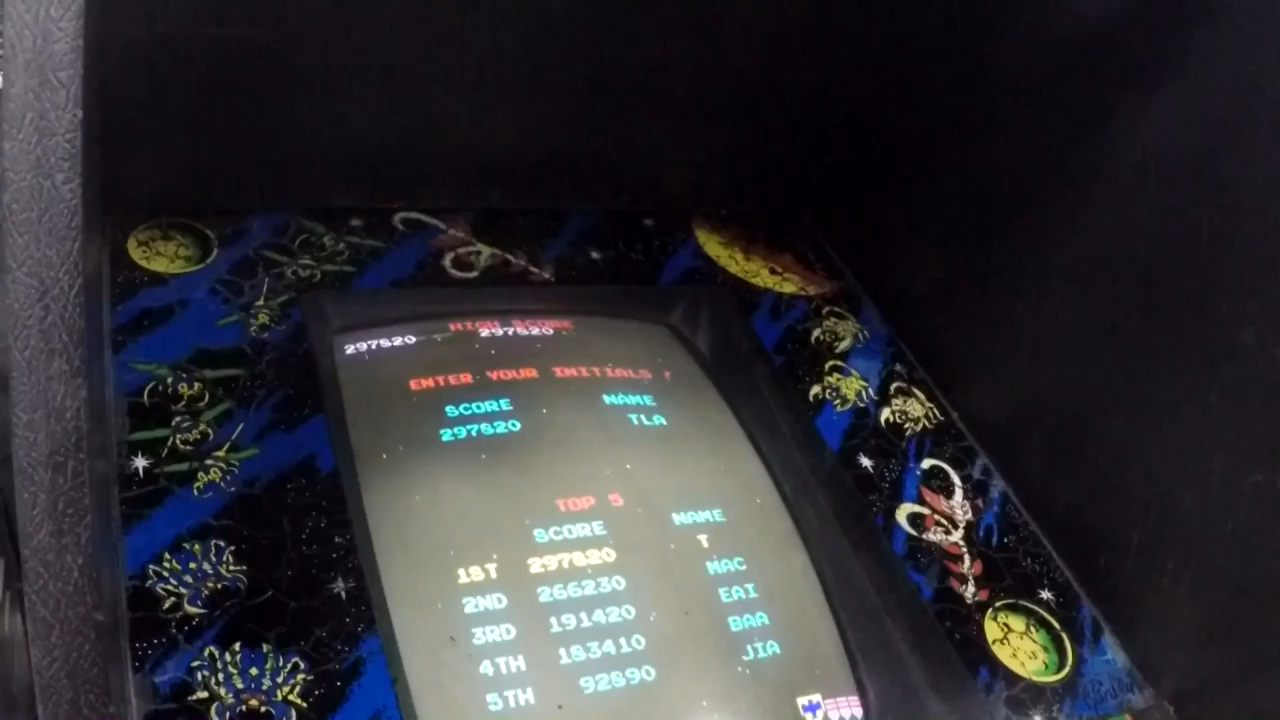 HIGH SCORE
297820 297820
ENTER YOUR INITIALS !
SCORE NAME
297820 TLA
TOP 5
SCORE NAME
1ST 297820 T
2ND 266230 MAC
3RD 191420 EAI
4TH 183410 BAA
5TH 92890 JIA